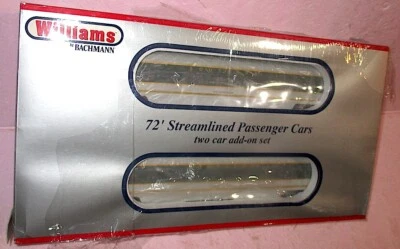 Williams
BY BACHMANN
72' Streamlined Passenger Cars
two car add-on set